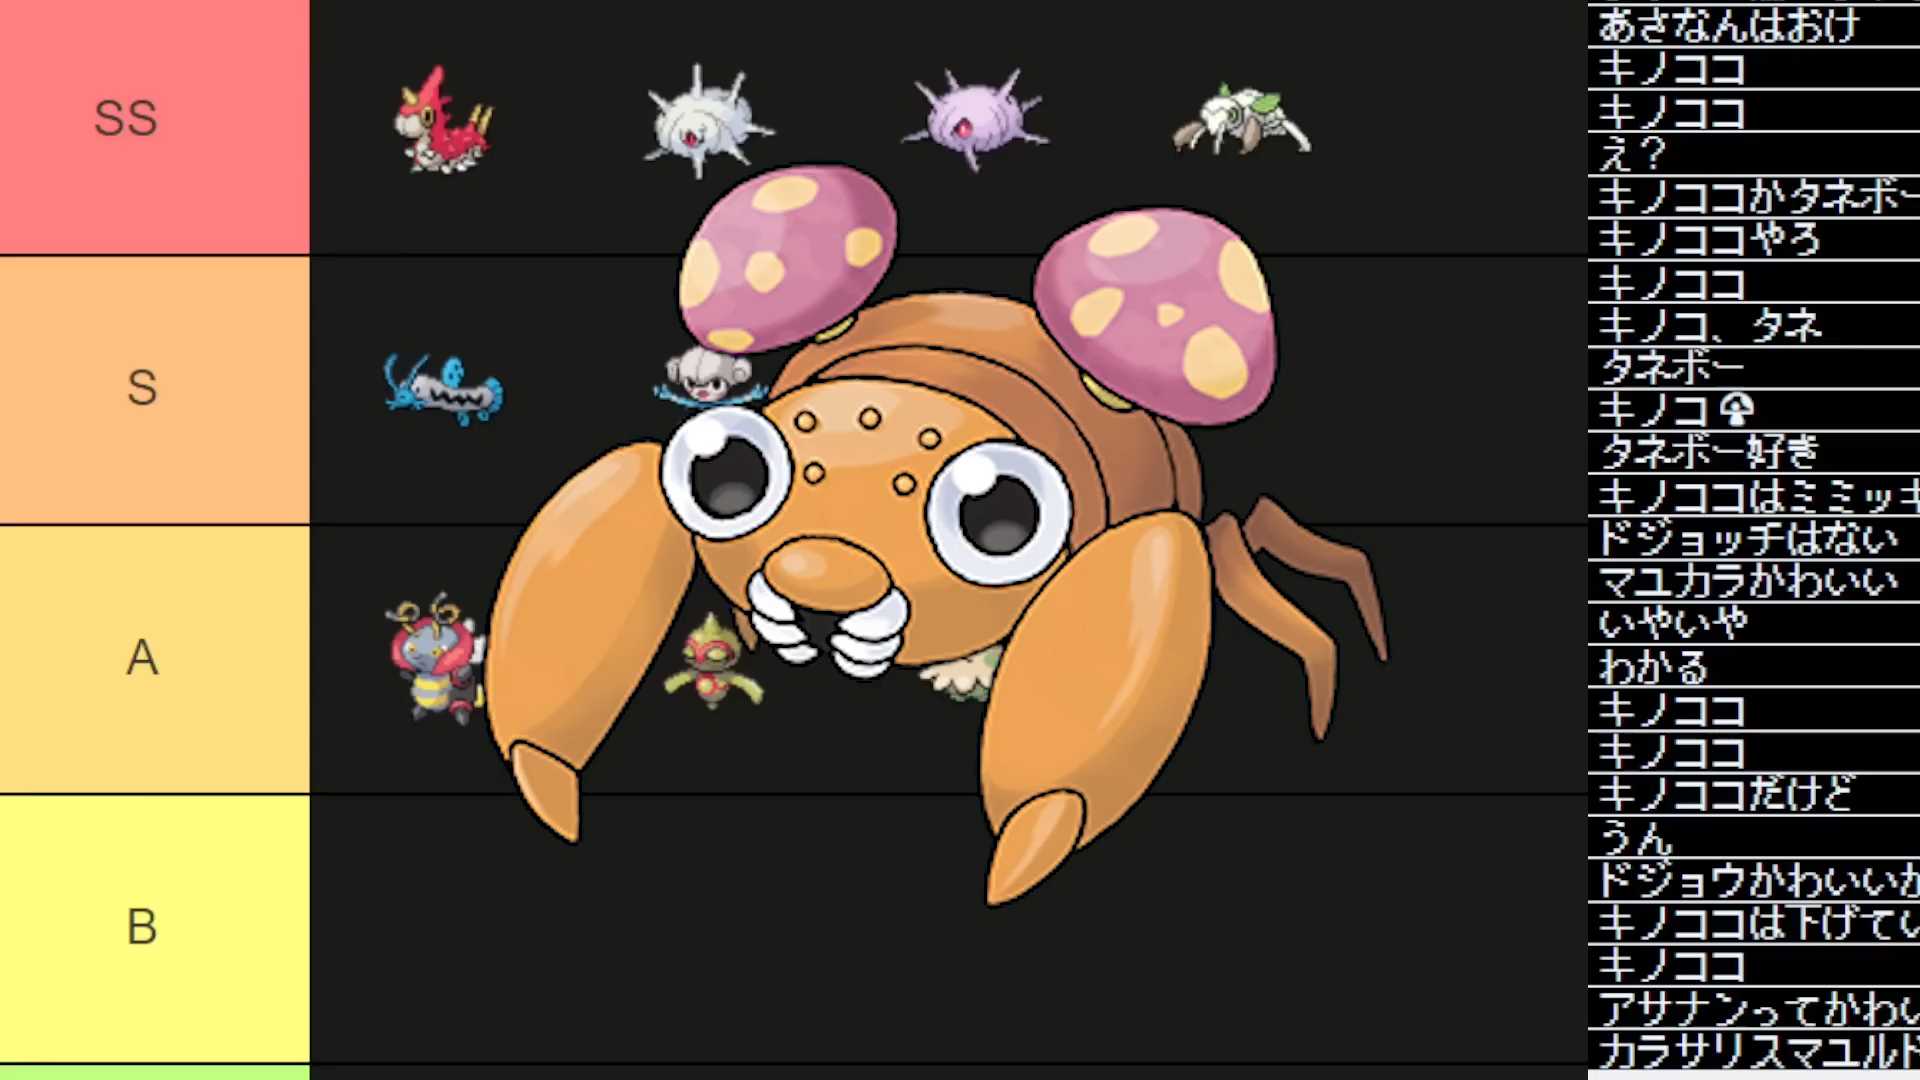 SS
S
A
B
あさなんはおけ
キノココ
キノココ
え？
キノココかタネボー
キノココやろ
キノココ
キノコ、タネ
タネボー
キノコ🍄
タネボー好き
キノココはミミッキ
ドジョッチはない
マユカラかわいい
いやいや
わかる
キノココ
キノココ
キノココだけど
うん
ドジョウかわいいか
キノココは下げてい
キノココ
アサナンってかわい
カラサリスマユルド